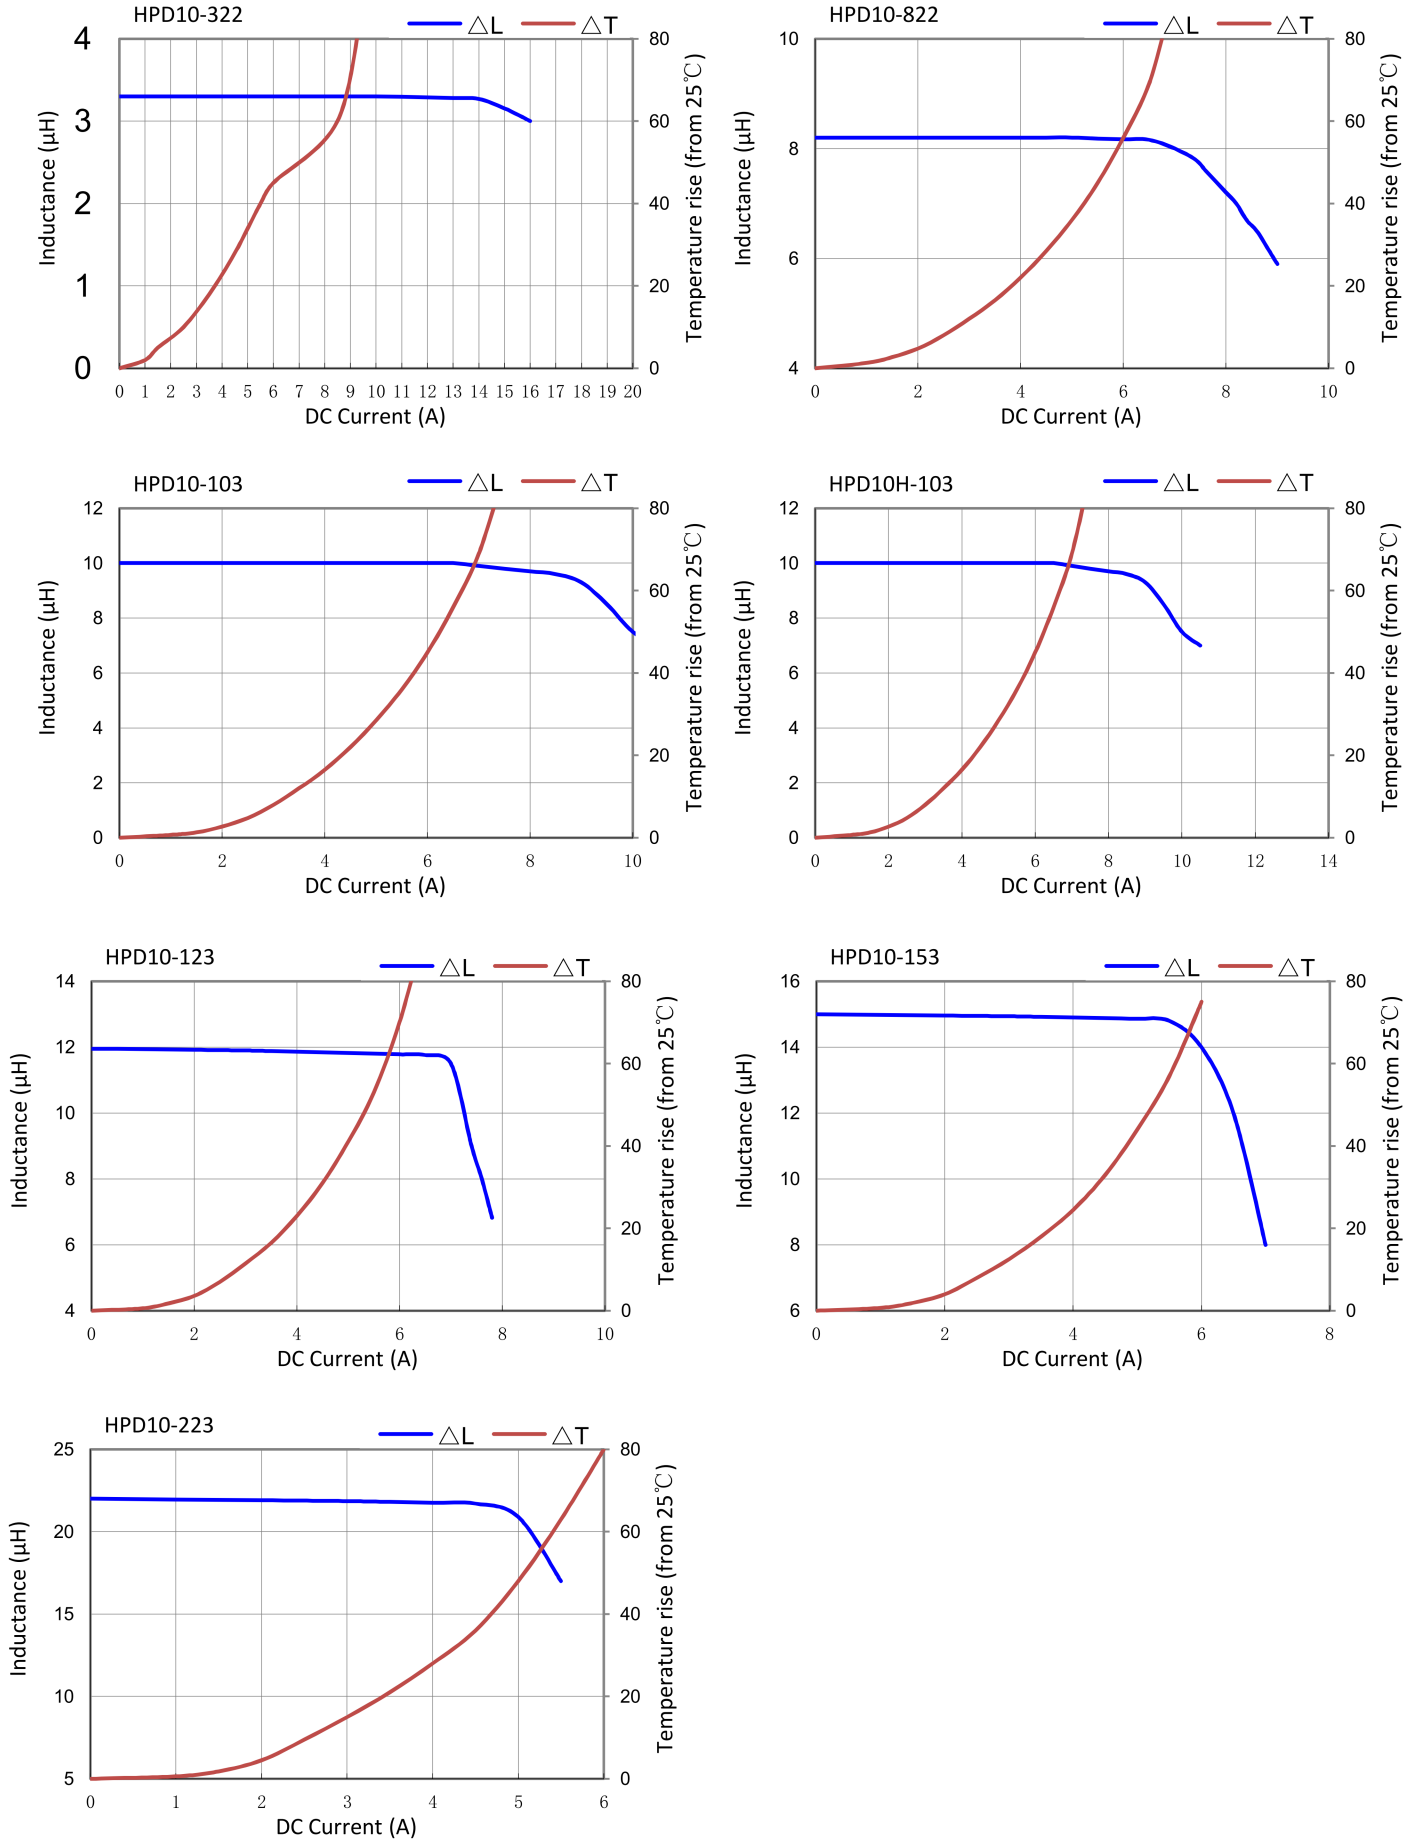 HPD10-322
△L △T
4 3 2 1 0
80 60 40 20 0
Inductance (μH)
Temperature rise (from 25℃)
0 1 2 3 4 5 6 7 8 9 10 11 12 13 14 15 16 17 18 19 20
DC Current (A)
HPD10-822
△L △T
10 8 6 4
80 60 40 20 0
Inductance (μH)
Temperature rise (from 25℃)
0 2 4 6 8 10
DC Current (A)
HPD10-103
△L △T
12 10 8 6 4 2 0
80 60 40 20 0
Inductance (μH)
Temperature rise (from 25℃)
0 2 4 6 8 10
DC Current (A)
HPD10H-103
△L △T
12 10 8 6 4 2 0
80 60 40 20 0
Inductance (μH)
Temperature rise (from 25℃)
0 2 4 6 8 10 12 14
DC Current (A)
HPD10-123
△L △T
14 12 10 8 6 4
80 60 40 20 0
Inductance (μH)
Temperature rise (from 25℃)
0 2 4 6 8 10
DC Current (A)
HPD10-153
△L △T
16 14 12 10 8 6
80 60 40 20 0
Inductance (μH)
Temperature rise (from 25℃)
0 2 4 6 8
DC Current (A)
HPD10-223
△L △T
25 20 15 10 5
80 60 40 20 0
Inductance (μH)
Temperature rise (from 25℃)
0 1 2 3 4 5 6
DC Current (A)